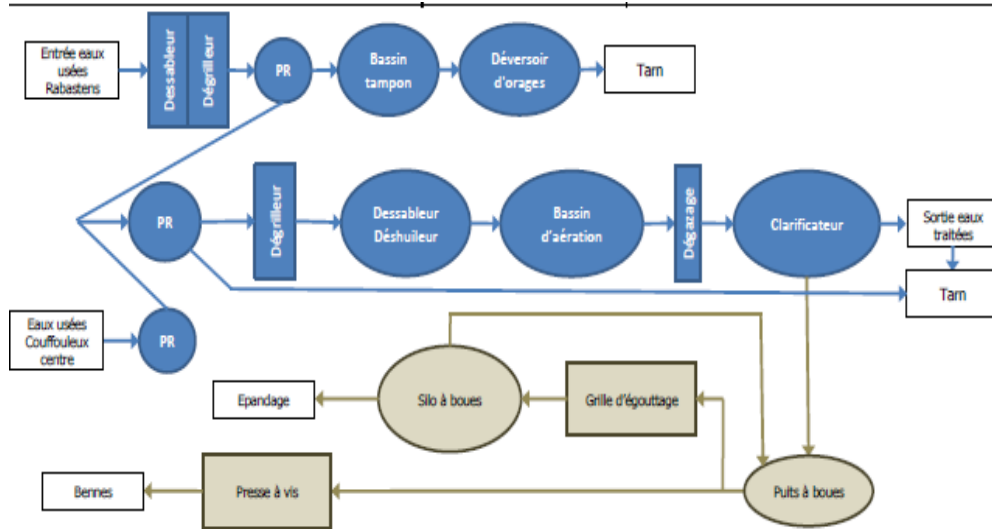 Entrée eaux
usées
Rabastens
Dessableur
Dégrilleur
PR
Bassin
tampon
Déversoir
d'orages
Tarn
PR
Dégrilleur
Dessableur
Déshuileur
Bassin
d'aération
Dégazage
Clarificateur
Sortie eaux
traitées
Tarn
Eaux usées
Couffouleux
centre
PR
Epandage
Silo à boues
Grille d'égouttage
Bennes
Presse à vis
Puits à boues